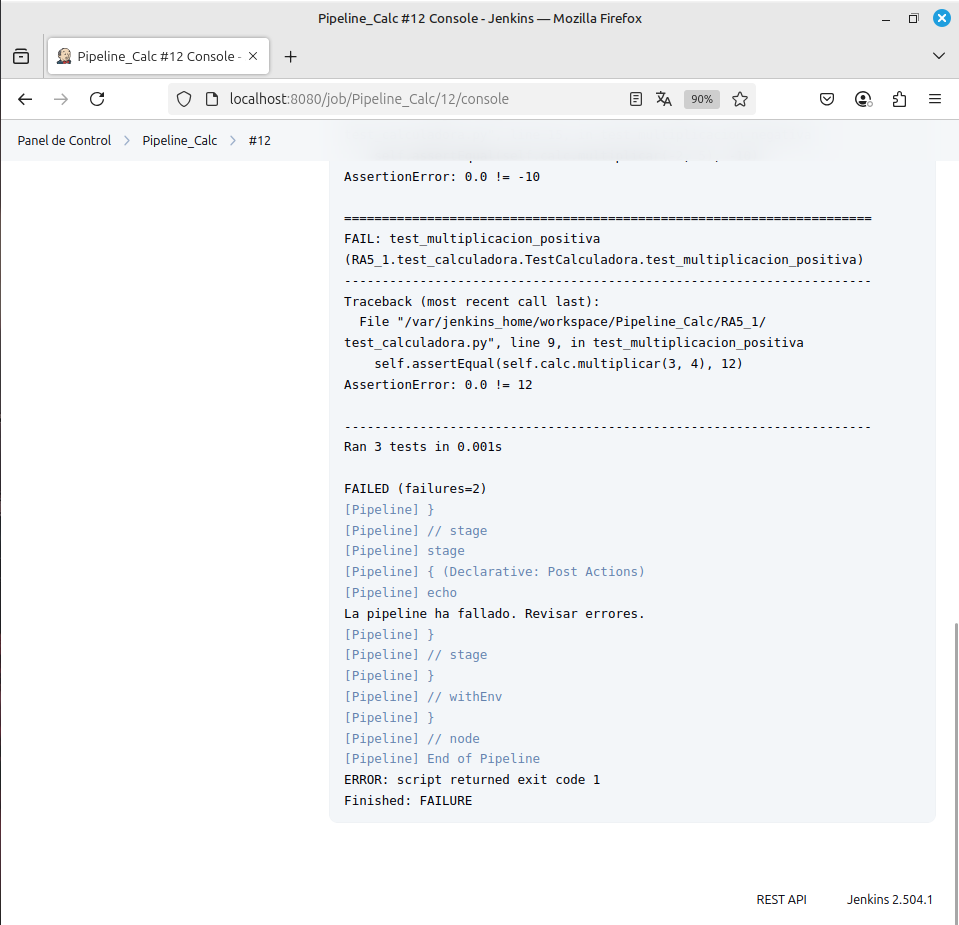 Pipeline_Calc #12 Console - Jenkins — Mozilla Firefox
Pipeline_Calc #12 Console -
localhost:8080/job/Pipeline_Calc/12/console
90%
Panel de Control
Pipeline_Calc
#12
AssertionError: 0.0 != -10
======================================================================
FAIL: test_multiplicacion_positiva
(RA5_1.test_calculadora.TestCalculadora.test_multiplicacion_positiva)
----------------------------------------------------------------------
Traceback (most recent call last):
File "/var/jenkins_home/workspace/Pipeline_Calc/RA5_1/
test_calculadora.py", line 9, in test_multiplicacion_positiva
self.assertEqual(self.calc.multiplicar(3, 4), 12)
AssertionError: 0.0 != 12
----------------------------------------------------------------------
Ran 3 tests in 0.001s
FAILED (failures=2)
[Pipeline] }
[Pipeline] // stage
[Pipeline] stage
[Pipeline] { (Declarative: Post Actions)
[Pipeline] echo
La pipeline ha fallado. Revisar errores.
[Pipeline] }
[Pipeline] // stage
[Pipeline] }
[Pipeline] // withEnv
[Pipeline] }
[Pipeline] // node
[Pipeline] End of Pipeline
ERROR: script returned exit code 1
Finished: FAILURE
REST API
Jenkins 2.504.1